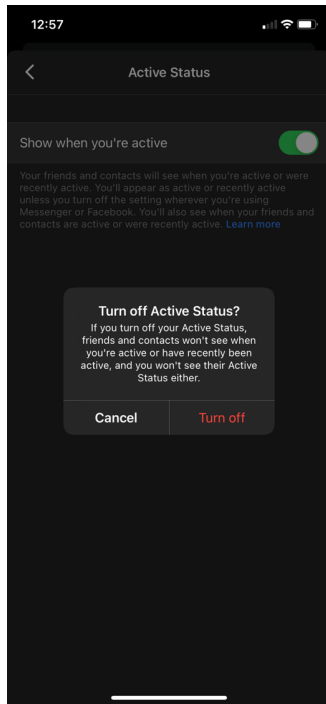 12:57
Active Status
Show when you're active
Your friends and contacts will see when you're active or were
recently active. You'll appear as active or recently active
unless you turn off the setting wherever you're using
Messenger or Facebook. You'll also see when your friends and
contacts are active or were recently active. Learn more
Turn off Active Status?
If you turn off your Active Status,
friends and contacts won't see when
you're active or have recently been
active, and you won't see their Active
Status either.
Cancel Turn off